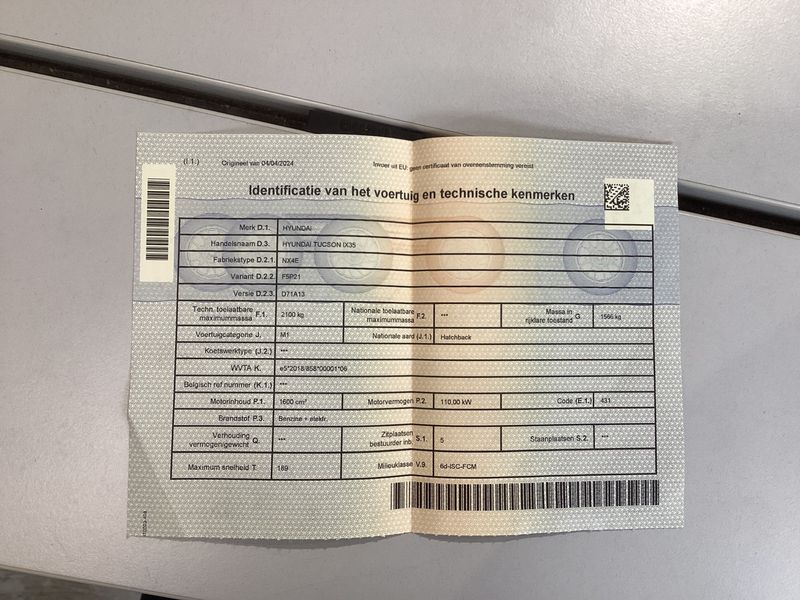 (I 1.) Origineel van 04/04/2024 Invoer uit EU: geen certificaat van overeenstemming vereist
Identificatie van het voertuig en technische kenmerken
Merk D.1. HYUNDAI
Handelsnaam D.3. HYUNDAI TUCSON IX35
Fabriekstype D.2.1. NX4E
Variant D.2.2. F5P21
Versie D.2.3. D71A13
Techn. toelaatbare maximummassa F.1. 2100 kg Nationale toelaatbare maximummassa F.2. *** Massa in rijklare toestand G. 1566 kg
Voertuigcategorie J. M1 Nationale aard (J.1.) Hatchback
Koetswerktype (J.2.) ***
WVTA K. e5*2018/858*00001*06
Belgisch ref nummer (K.1.) ***
Motorinhoud P.1. 1600 cm³ Motorvermogen P.2. 110,00 kW Code (E.1.) 431
Brandstof P.3. Benzine + elektr.
Verhouding vermogen/gewicht Q. *** Zitplaatsen bestuurder inb. S.1. 5 Staanplaatsen S.2. ***
Maximum snelheid T. 189 Milieuklasse V.9. 6d-ISC-FCM